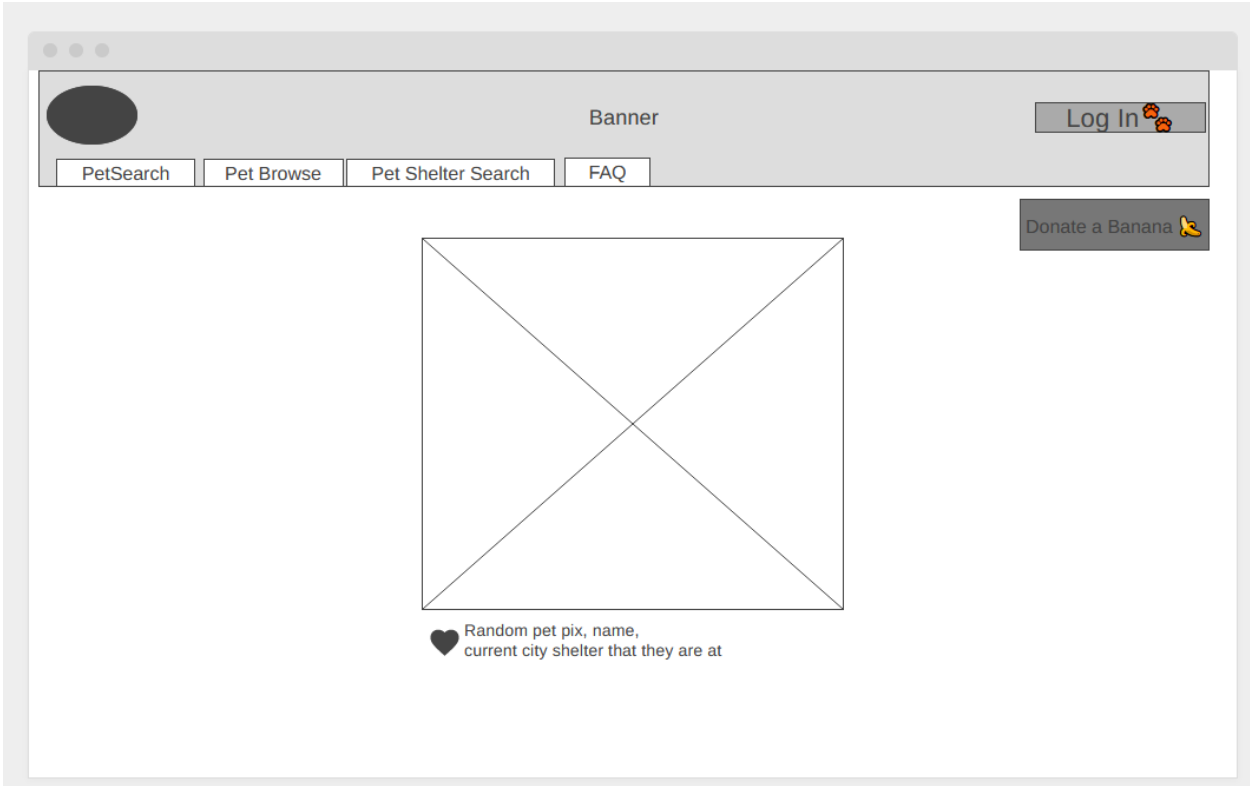 Banner
Log In
PetSearch
Pet Browse
Pet Shelter Search
FAQ
Donate a Banana
Random pet pix, name,
current city shelter that they are at